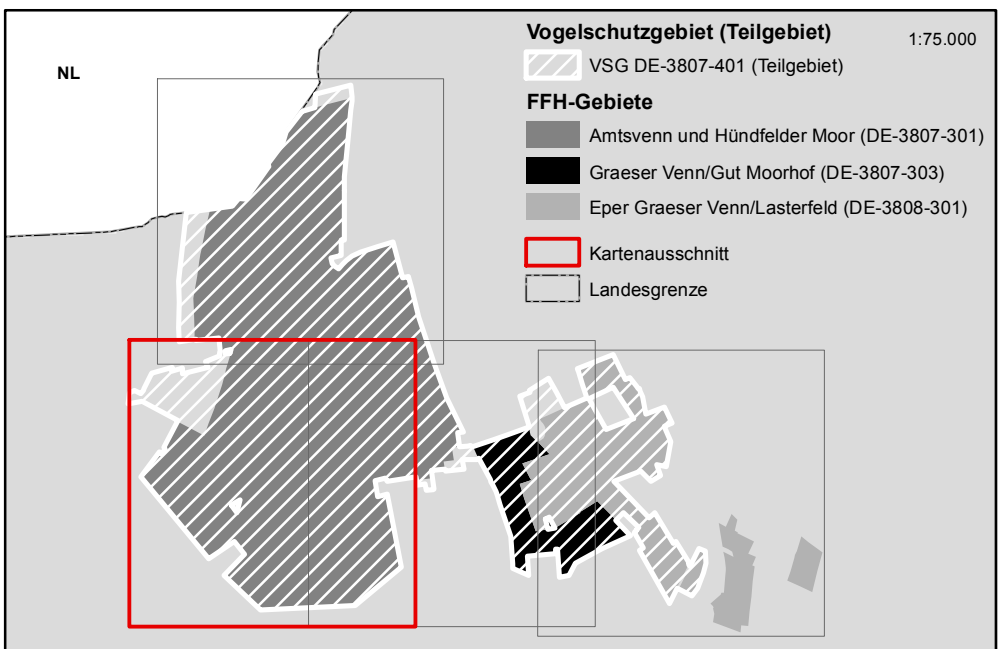 Vogelschutzgebiet (Teilgebiet)
1:75.000
NL
VSG DE-3807-401 (Teilgebiet)
FFH-Gebiete
Amtsvenn und Hündfelder Moor (DE-3807-301)
Graeser Venn/Gut Moorhof (DE-3807-303)
Eper Graeser Venn/Lasterfeld (DE-3808-301)
Kartenausschnitt
Landesgrenze